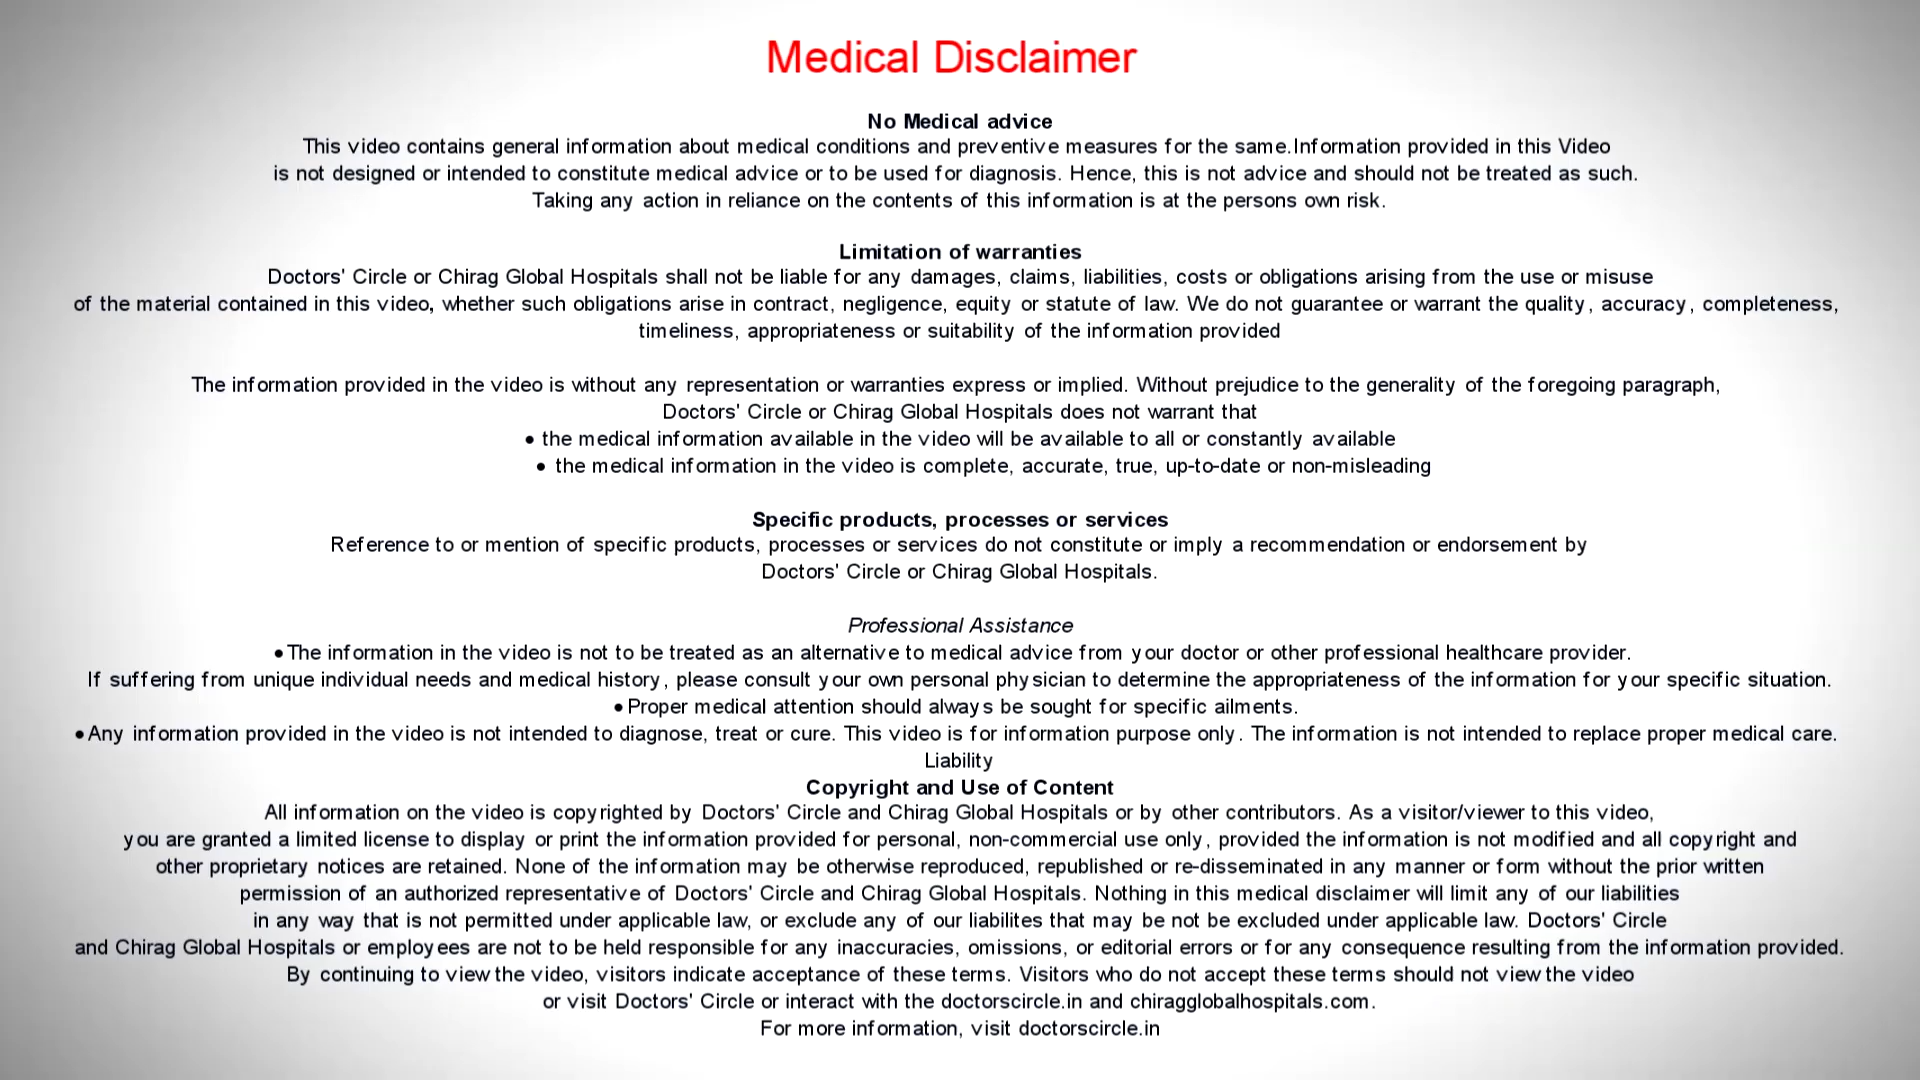 Medical Disclaimer
No Medical advice
This video contains general information about medical conditions and preventive measures for the same.Information provided in this Video
is not designed or intended to constitute medical advice or to be used for diagnosis. Hence, this is not advice and should not be treated as such.
Taking any action in reliance on the contents of this information is at the persons own risk.
Limitation of warranties
Doctors' Circle or Chirag Global Hospitals shall not be liable for any damages, claims, liabilities, costs or obligations arising from the use or misuse
of the material contained in this video, whether such obligations arise in contract, negligence, equity or statute of law. We do not guarantee or warrant the quality, accuracy, completeness,
timeliness, appropriateness or suitability of the information provided
The information provided in the video is without any representation or warranties express or implied. Without prejudice to the generality of the foregoing paragraph,
Doctors' Circle or Chirag Global Hospitals does not warrant that
• the medical information available in the video will be available to all or constantly available
• the medical information in the video is complete, accurate, true, up-to-date or non-misleading
Specific products, processes or services
Reference to or mention of specific products, processes or services do not constitute or imply a recommendation or endorsement by
Doctors' Circle or Chirag Global Hospitals.
Professional Assistance
•The information in the video is not to be treated as an alternative to medical advice from your doctor or other professional healthcare provider.
If suffering from unique individual needs and medical history, please consult your own personal physician to determine the appropriateness of the information for your specific situation.
•Proper medical attention should always be sought for specific ailments.
•Any information provided in the video is not intended to diagnose, treat or cure. This video is for information purpose only. The information is not intended to replace proper medical care.
Liability
Copyright and Use of Content
All information on the video is copyrighted by Doctors' Circle and Chirag Global Hospitals or by other contributors. As a visitor/viewer to this video,
you are granted a limited license to display or print the information provided for personal, non-commercial use only, provided the information is not modified and all copyright and
other proprietary notices are retained. None of the information may be otherwise reproduced, republished or re-disseminated in any manner or form without the prior written
permission of an authorized representative of Doctors' Circle and Chirag Global Hospitals. Nothing in this medical disclaimer will limit any of our liabilities
in any way that is not permitted under applicable law, or exclude any of our liabilites that may be not be excluded under applicable law. Doctors' Circle
and Chirag Global Hospitals or employees are not to be held responsible for any inaccuracies, omissions, or editorial errors or for any consequence resulting from the information provided.
By continuing to view the video, visitors indicate acceptance of these terms. Visitors who do not accept these terms should not view the video
or visit Doctors' Circle or interact with the doctorscircle.in and chiragglobalhospitals.com.
For more information, visit doctorscircle.in